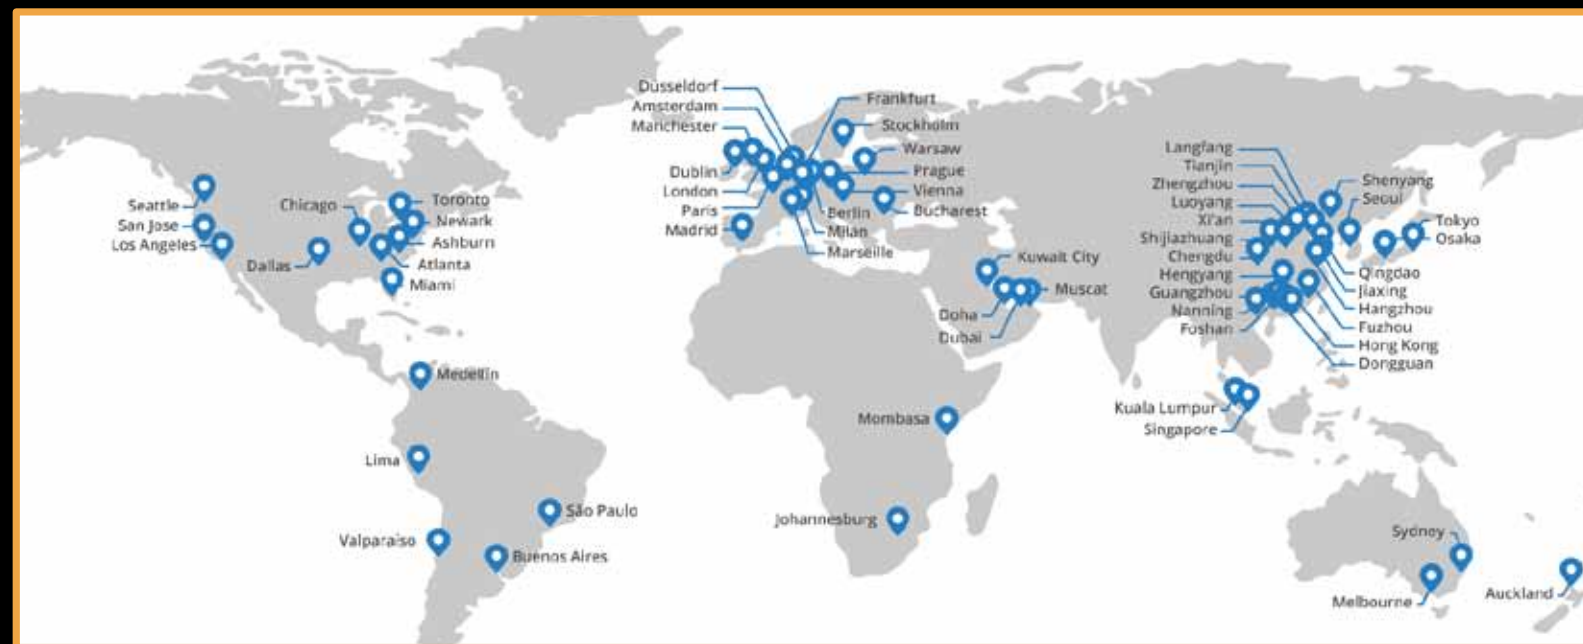 Seattle
San Jose
Los Angeles
Chicago
Dallas
Toronto
Newark
Ashburn
Atlanta
Miami
Medellín
Lima
São Paulo
Valparaíso
Buenos Aires
Düsseldorf
Amsterdam
Manchester
Dublin
London
Paris
Madrid
Frankfurt
Stockholm
Warsaw
Prague
Vienna
Bucharest
Berlin
Milan
Marseille
Kuwait City
Muscat
Doha
Dubai
Mombasa
Johannesburg
Langfang
Tianjin
Zhengzhou
Luoyang
Xi'an
Shijiazhuang
Chengdu
Hengyang
Guangzhou
Nanning
Foshan
Shenyang
Seoul
Tokyo
Osaka
Qingdao
Jiaxing
Hangzhou
Fuzhou
Hong Kong
Dongguan
Kuala Lumpur
Singapore
Sydney
Melbourne
Auckland